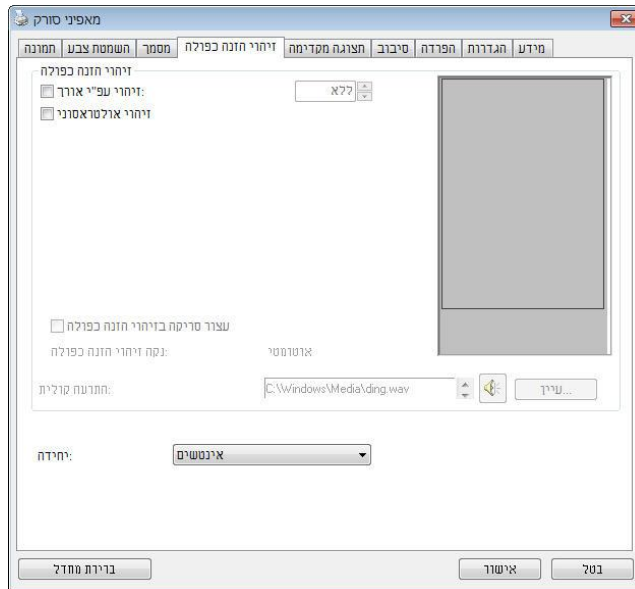 מאפיני סורק
תמונה השמטת צבע מסמך זיהוי הזנה כפולה תצוגה מקדימה סיבוב הפרדה הגדרות מידע
זיהוי הזנה כפולה
זיהוי עפ"י אורך: ללא
זיהוי אולטראסוני
עצור סריקה בזיהוי הזנה כפולה
נקה זיהוי הזנה כפולה: אוטומטי
התרעה קולית: C:\Windows\Media\ding.wav עיין...
יחידה: אינטשים
ברירת מחדל אישור בטל